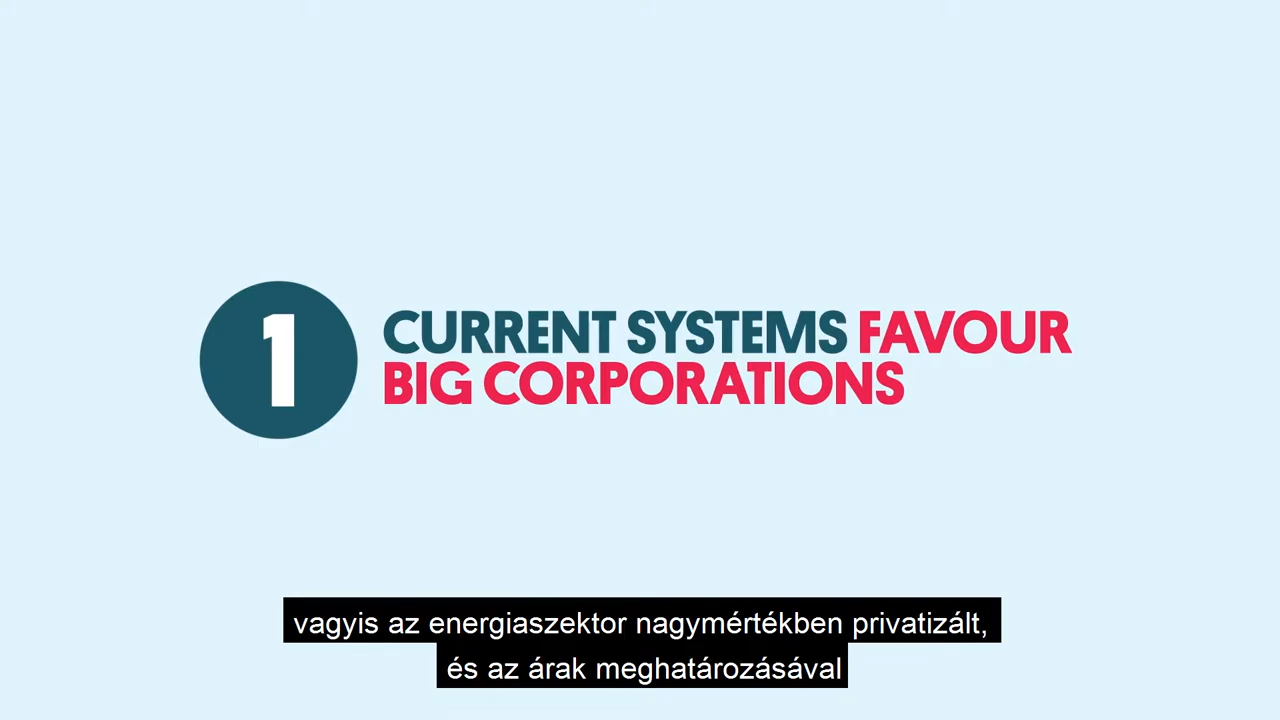 1
CURRENT SYSTEMS FAVOUR
BIG CORPORATIONS
vagyis az energiaszektor nagymértékben privatizált,
és az árak meghatározásával